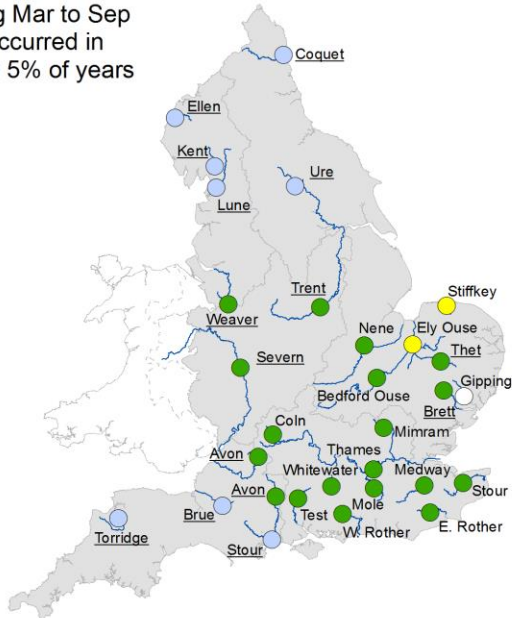 g Mar to Sep
ccurred in
5% of years
Coquet
Ellen
Kent
Ure
Lune
Stiffkey
Trent
Weaver
Nene
Ely Ouse
Thet
Severn
Gipping
Bedford Ouse
Brett
Coln
Mimram
Thames
Avon
Whitewater
Medway
Avon
Stour
Mole
Brue
Test
W. Rother
E. Rother
Torridge
Stour